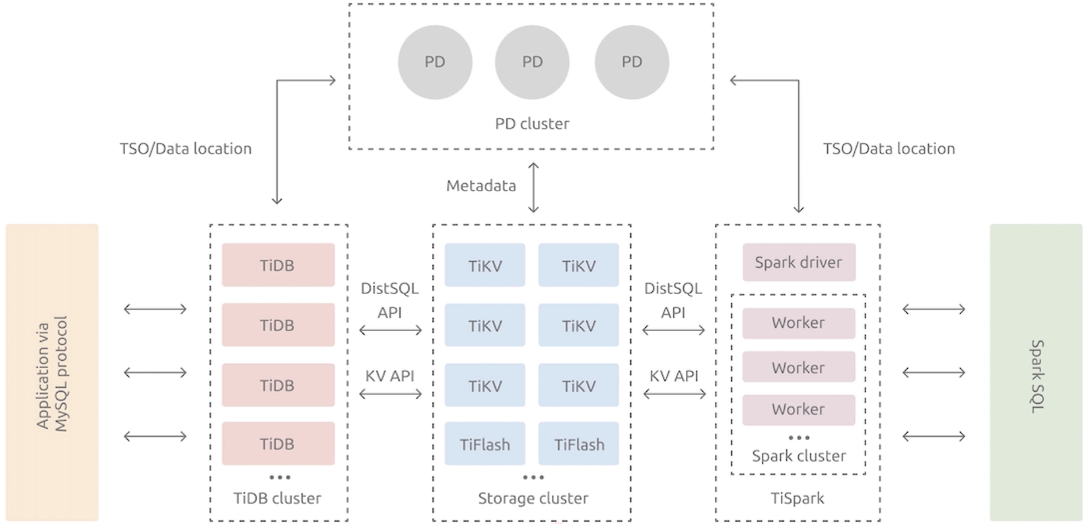 PD PD PD
PD cluster
TSO/Data location
TSO/Data location
Metadata
Application via
MySQL protocol
TiDB
TiDB
TiDB
TiDB
•••
TiDB cluster
DistSQL
API
KV API
TiKV TiKV
TiKV TiKV
TiKV TiKV
TiFlash TiFlash
•••
Storage cluster
DistSQL
API
KV API
Spark driver
Worker
Worker
Worker
•••
Spark cluster
TiSpark
Spark SQL